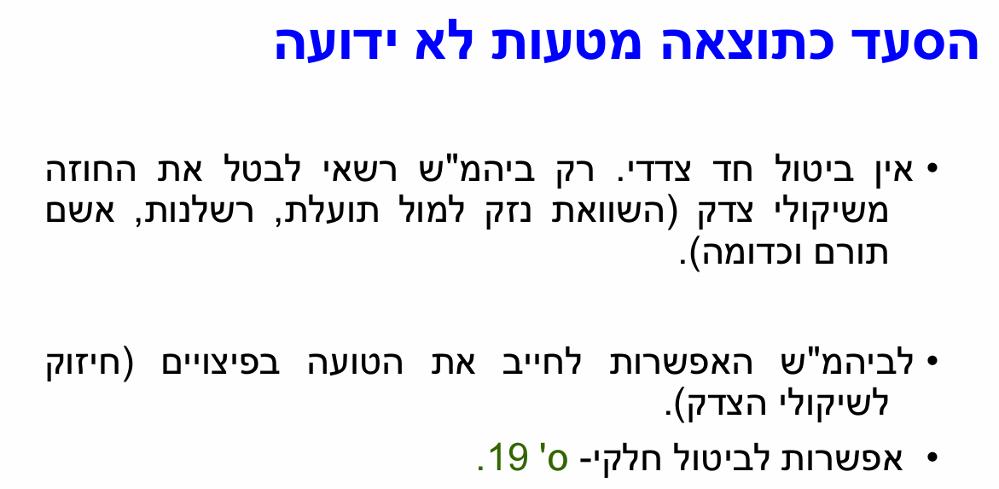 הסעד כתוצאה מטעות לא ידועה
• אין ביטול חד צדדי. רק ביהמ"ש רשאי לבטל את החוזה
משיקולי צדק (השוואת נזק למול תועלת, רשלנות, אשם
תורם וכדומה).
• לביהמ"ש האפשרות לחייב את הטועה בפיצויים (חיזוק
לשיקולי הצדק).
• אפשרות לביטול חלקי- ס' 19.